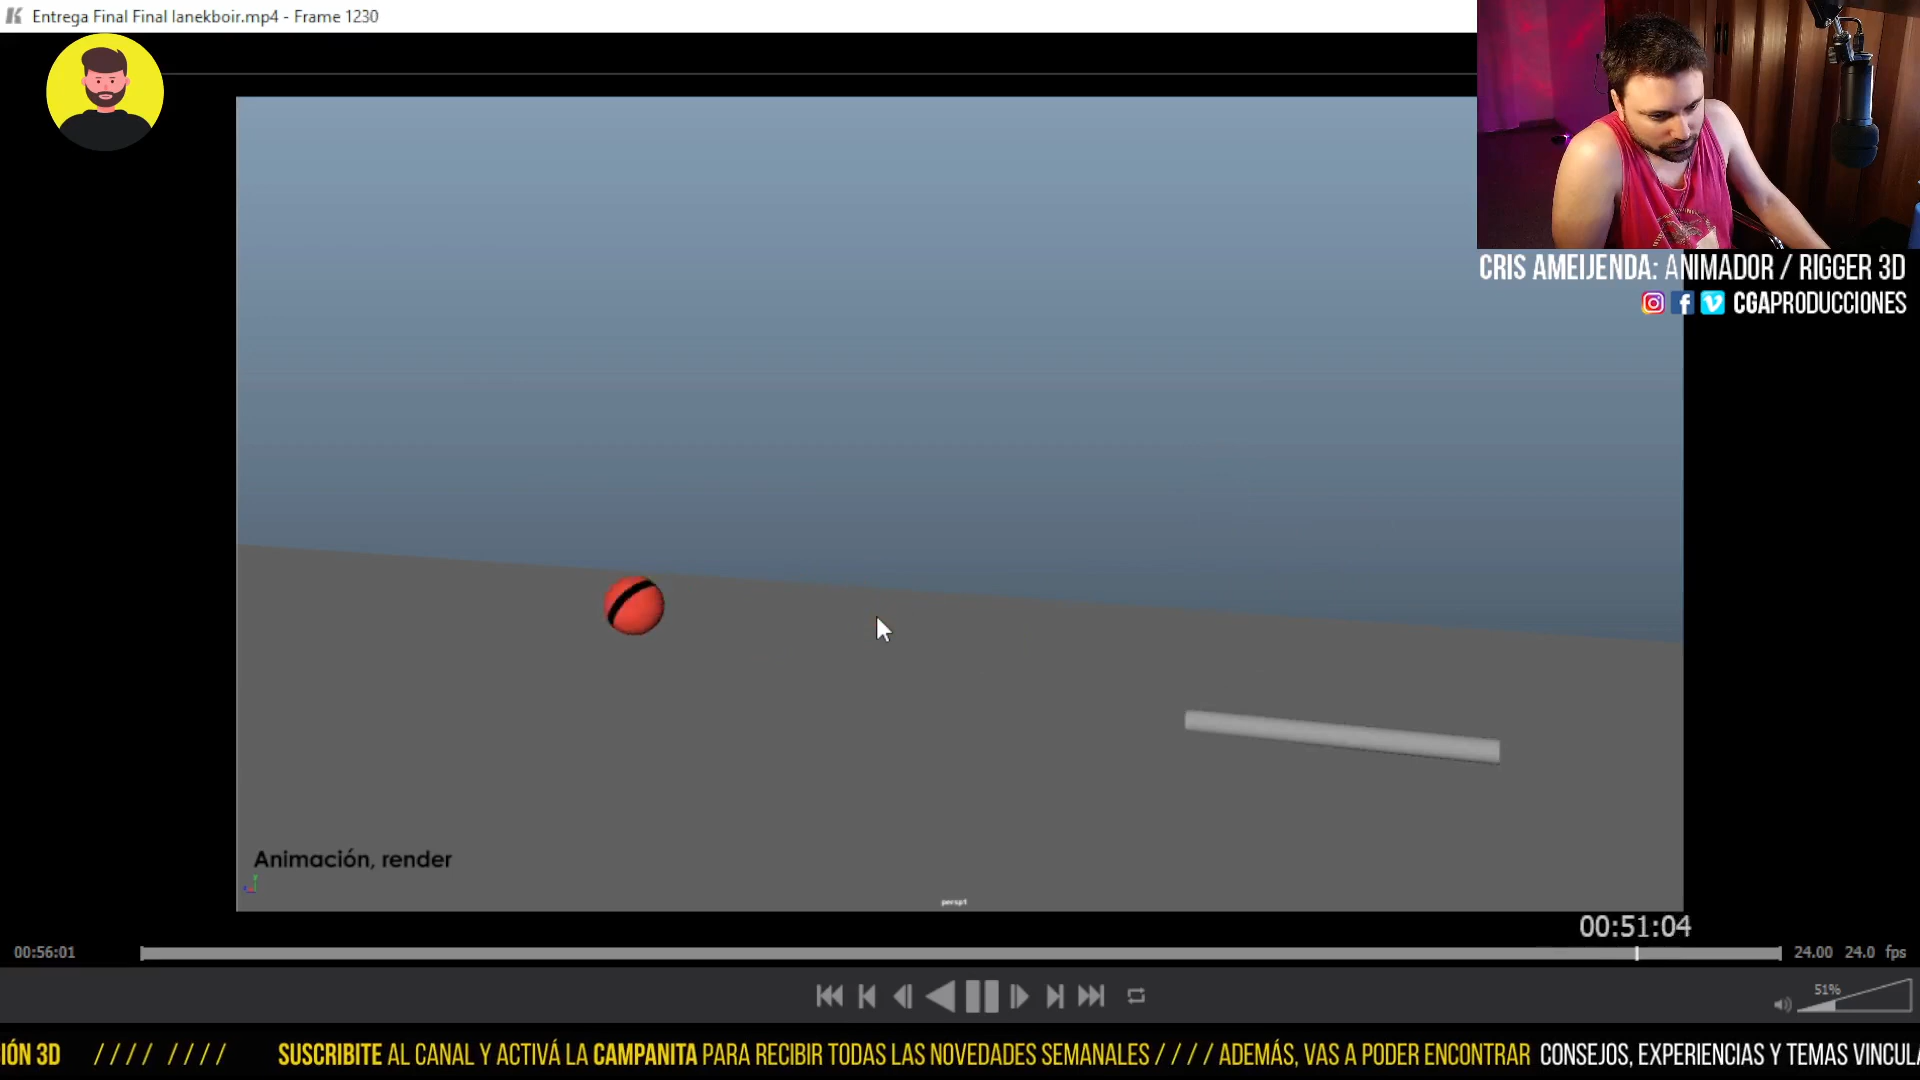 Entrega Final Final lanekboir.mp4 - Frame 1230
CRIS AMEIJENDA: ANIMADOR / RIGGER 3D
CGAPRODUCCIONES
Animación, render
persp1
00:51:04
00:56:01
24.00 24.0 fps
51%
IÓN 3D //// //// SUSCRIBITE AL CANAL Y ACTIVÁ LA CAMPANITA PARA RECIBIR TODAS LAS NOVEDADES SEMANALES //// ADEMÁS, VAS A PODER ENCONTRAR CONSEJOS, EXPERIENCIAS Y TEMAS VINCULA